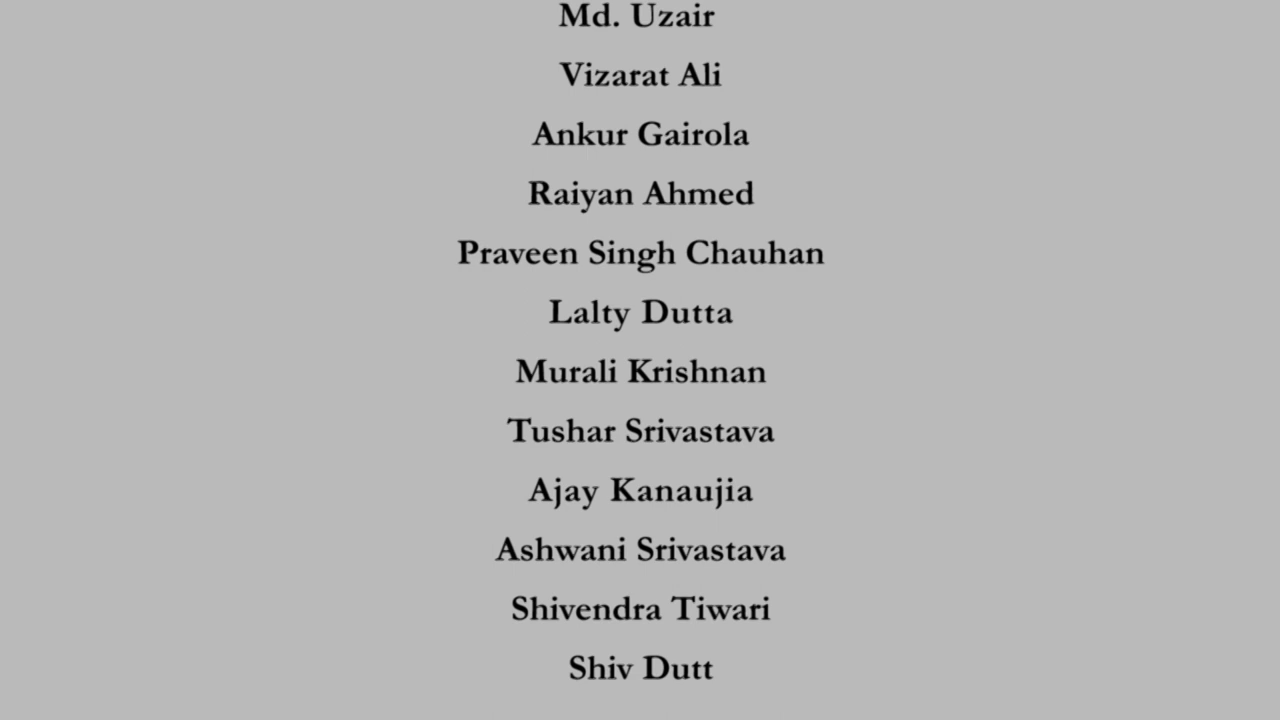 Md. Uzair
Vizarat Ali
Ankur Gairola
Raiyan Ahmed
Praveen Singh Chauhan
Lalty Dutta
Murali Krishnan
Tushar Srivastava
Ajay Kanaujia
Ashwani Srivastava
Shivendra Tiwari
Shiv Dutt